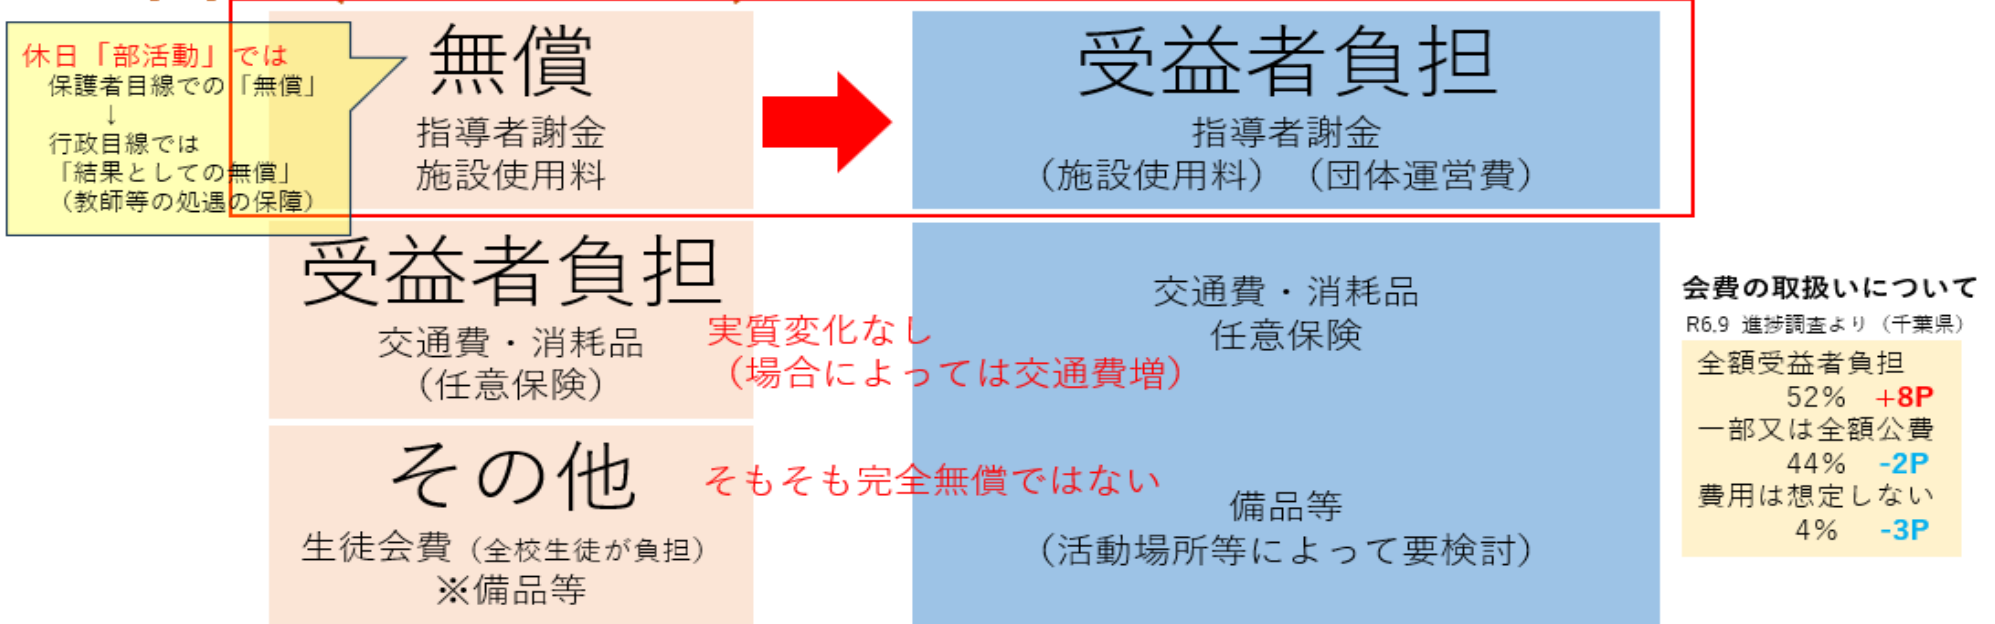 休日「部活動」では
保護者目線での「無償」
↓
行政目線では
「結果としての無償」
（教師等の処遇の保障）
無償
指導者謝金
施設使用料
受益者負担
指導者謝金
（施設使用料）（団体運営費）
受益者負担
交通費・消耗品
（任意保険）
実質変化なし
（場合によっては交通費増）
交通費・消耗品
任意保険
その他
生徒会費（全校生徒が負担）
※備品等
そもそも完全無償ではない
備品等
（活動場所等によって要検討）
会費の取扱いについて
R6.9 進捗調査より（千葉県）
全額受益者負担
52% +8P
一部又は全額公費
44% -2P
費用は想定しない
4% -3P